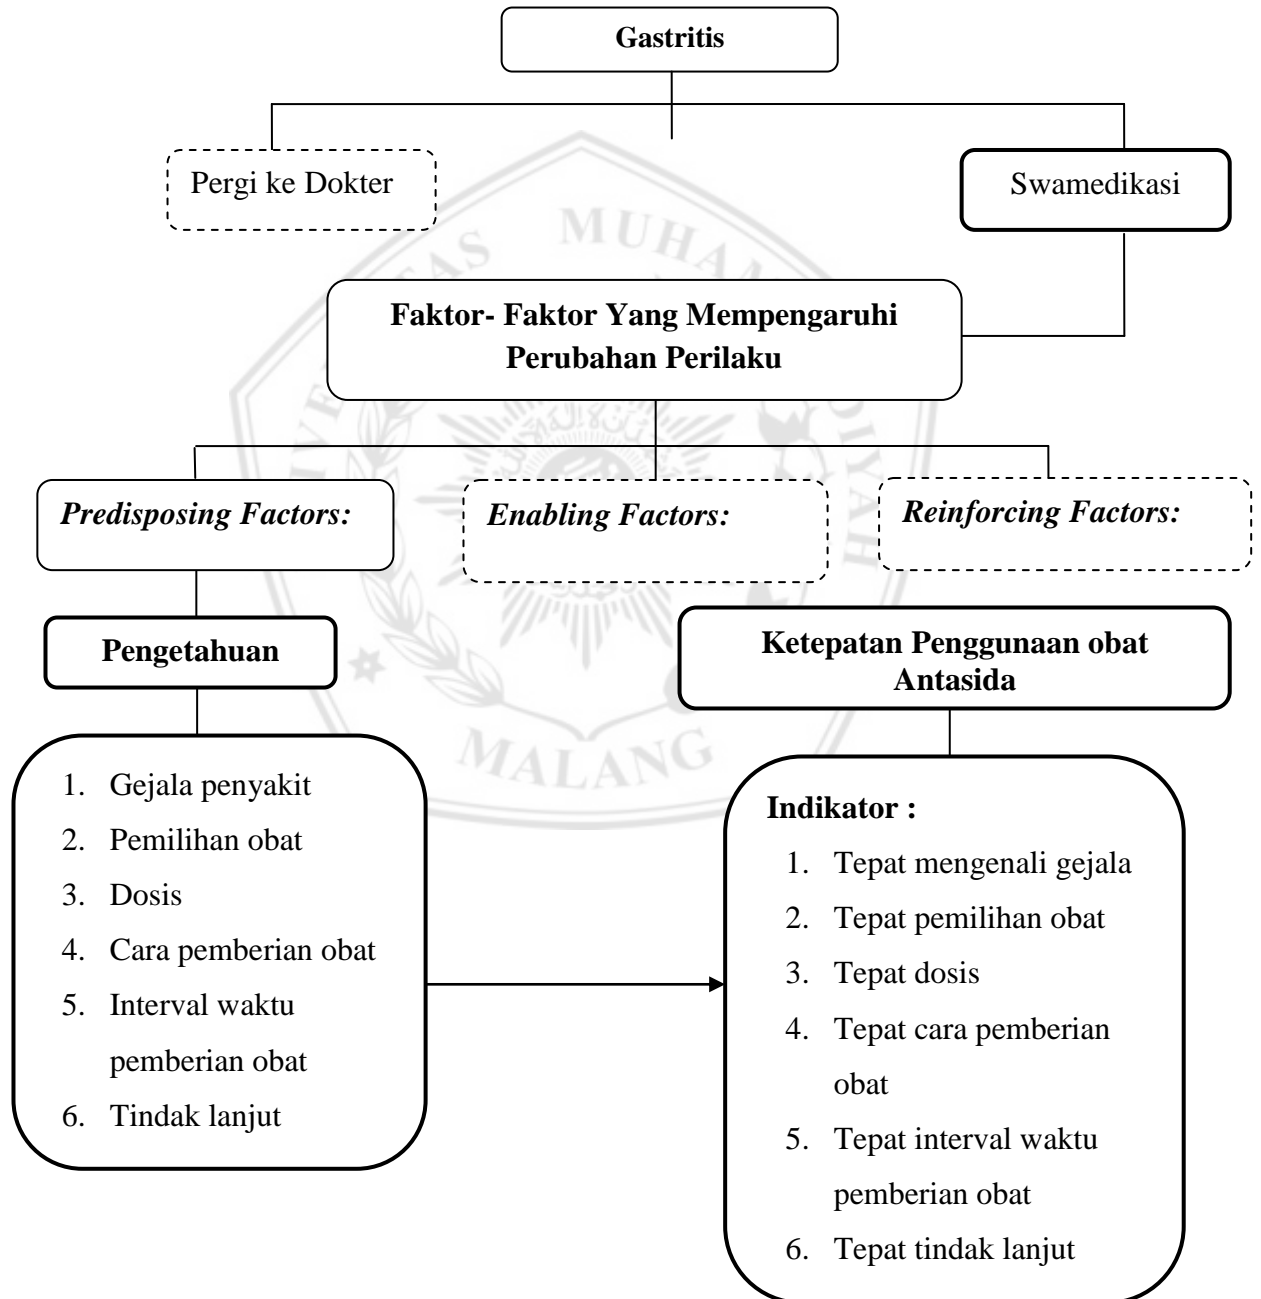 Gastritis
Pergi ke Dokter
Swamedikasi
Faktor- Faktor Yang Mempengaruhi
Perubahan Perilaku
Predisposing Factors:
Enabling Factors:
Reinforcing Factors:
Pengetahuan
Ketepatan Penggunaan obat
Antasida
1. Gejala penyakit
2. Pemilihan obat
3. Dosis
4. Cara pemberian obat
5. Interval waktu
pemberian obat
6. Tindak lanjut
Indikator :
1. Tepat mengenali gejala
2. Tepat pemilihan obat
3. Tepat dosis
4. Tepat cara pemberian
obat
5. Tepat interval waktu
pemberian obat
6. Tepat tindak lanjut
MALANG